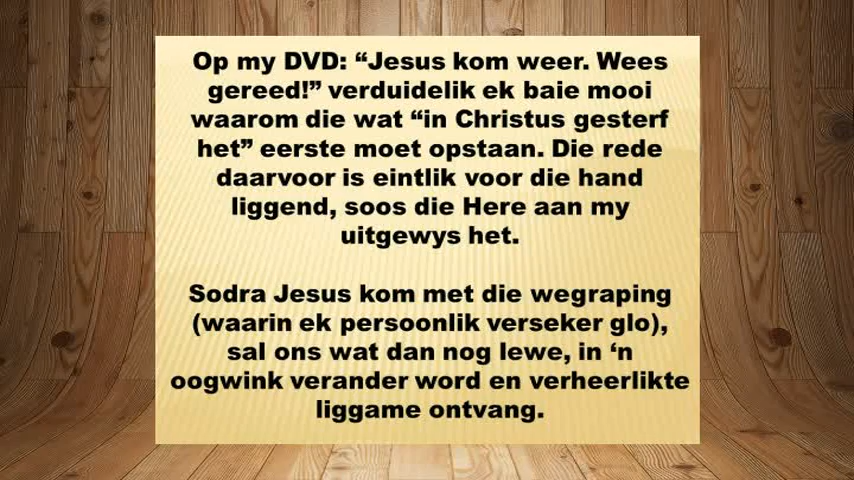 Op my DVD: “Jesus kom weer. Wees
gereed!” verduidelik ek baie mooi
waarom die wat “in Christus gesterf
het” eerste moet opstaan. Die rede
daarvoor is eintlik voor die hand
liggend, soos die Here aan my
uitgewys het.
Sodra Jesus kom met die wegraping
(waarin ek persoonlik verseker glo),
sal ons wat dan nog lewe, in ‘n
oogwink verander word en verheerlikte
liggame ontvang.